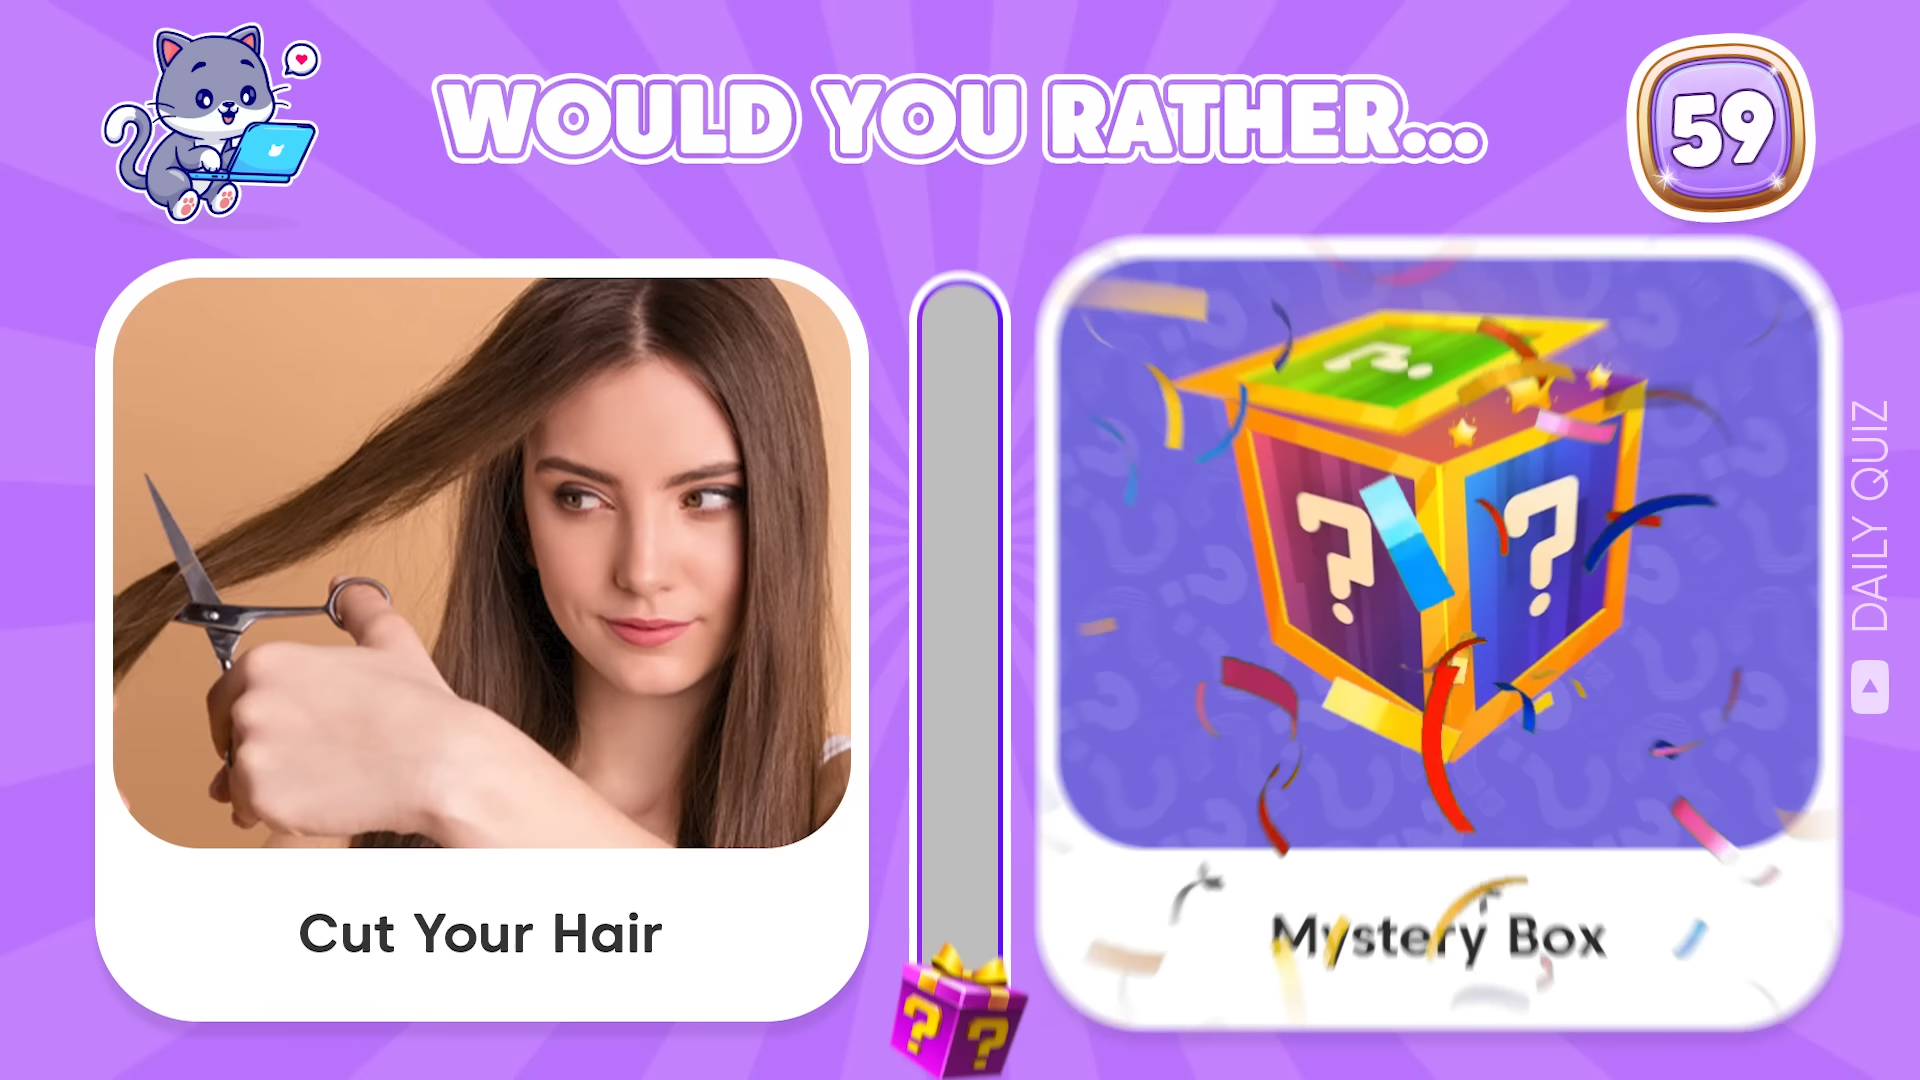 WOULD YOU RATHER...
59
? ? ?
Cut Your Hair
Mystery Box
? ?
DAILY QUIZ